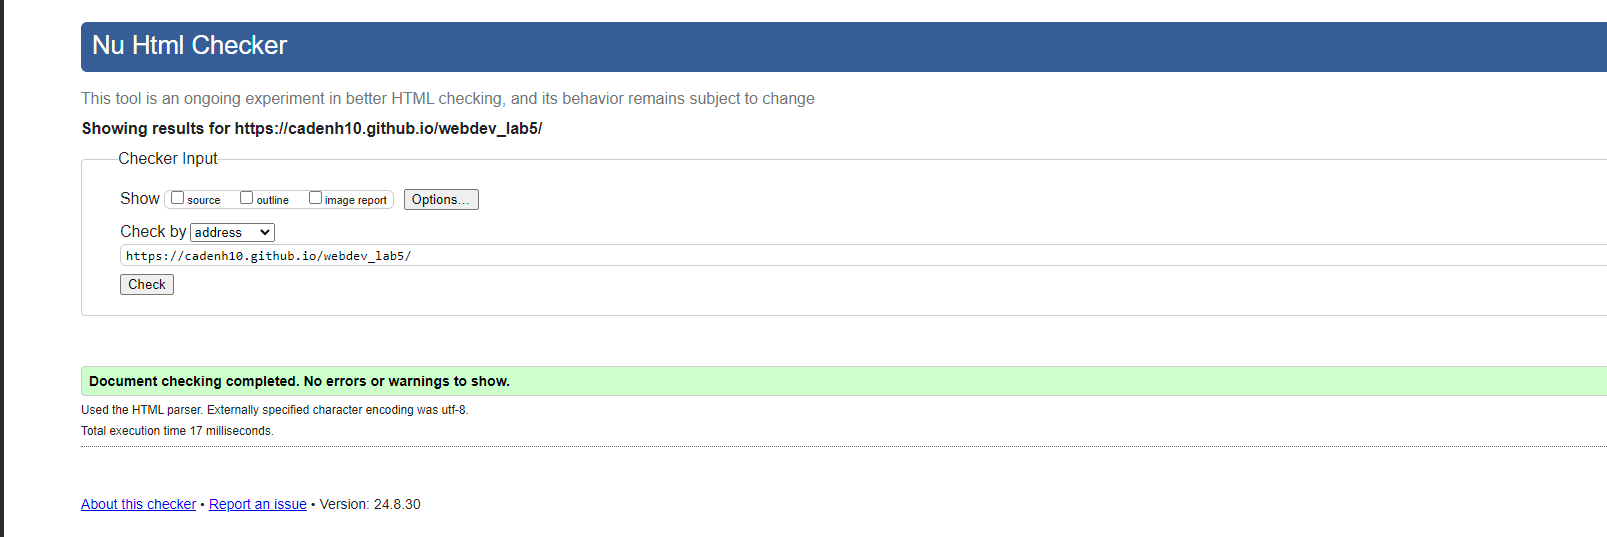 Nu Html Checker
This tool is an ongoing experiment in better HTML checking, and its behavior remains subject to change
Showing results for https://cadenh10.github.io/webdev_lab5/
Checker Input
Show source outline image report Options...
Check by address
https://cadenh10.github.io/webdev_lab5/
Check
Document checking completed. No errors or warnings to show.
Used the HTML parser. Externally specified character encoding was utf-8.
Total execution time 17 milliseconds.
About this checker • Report an issue • Version: 24.8.30